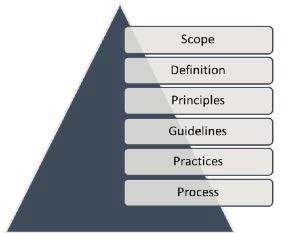 Scope
Definition
Principles
Guidelines
Practices
Process